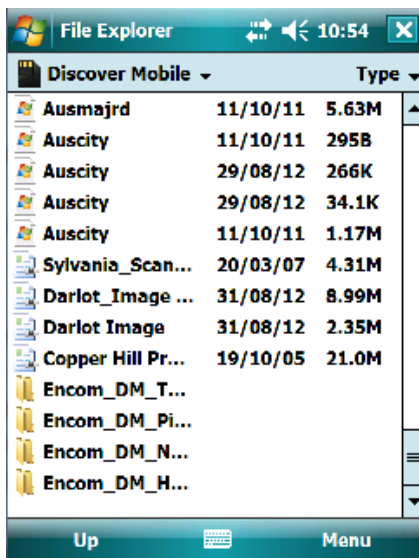 File Explorer 10:54
Discover Mobile Type
Ausmajrd 11/10/11 5.63M
Auscity 11/10/11 295B
Auscity 29/08/12 266K
Auscity 29/08/12 34.1K
Auscity 11/10/11 1.17M
Sylvania_Scan... 20/03/07 4.31M
Darlot_Image ... 31/08/12 8.99M
Darlot Image 31/08/12 2.35M
Copper Hill Pr... 19/10/05 21.0M
Encom_DM_T...
Encom_DM_Pi...
Encom_DM_N...
Encom_DM_H...
Up Menu